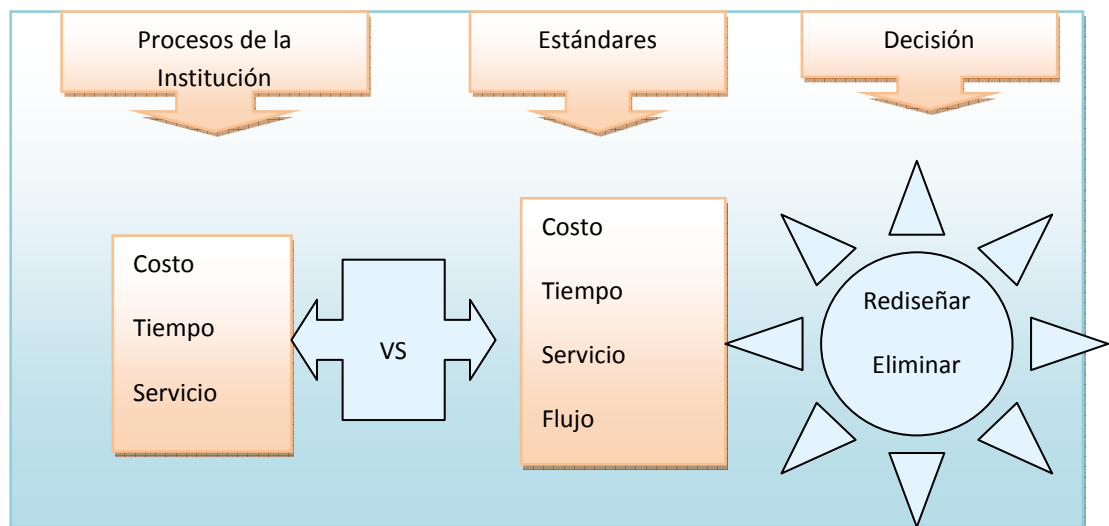 Procesos de la
Institución
Estándares
Decisión
Costo
Tiempo
Servicio
VS
Costo
Tiempo
Servicio
Flujo
Rediseñar
Eliminar